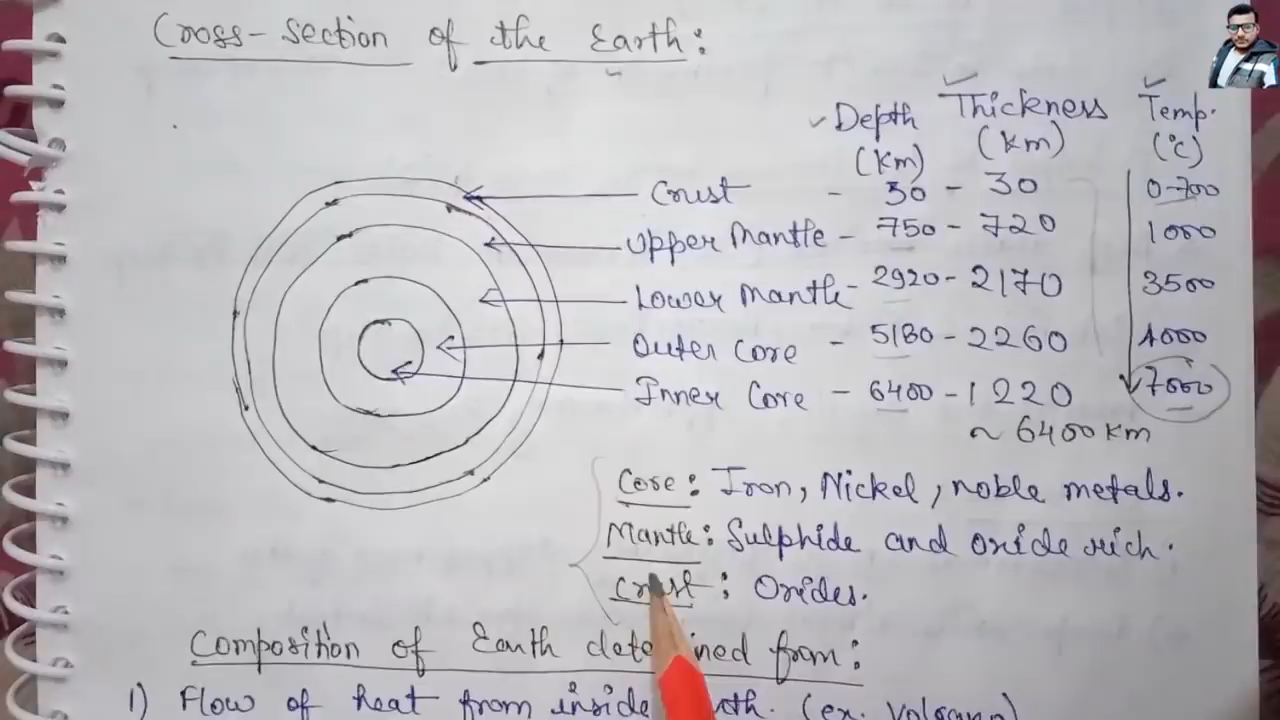 Cross-section of the Earth:
Depth Thickness Temp.
(Km) (Km) (°C)
Crust - 30 - 30 0-700
Upper Mantle - 750 - 720 1000
Lower Mantle - 2920 - 2170 3500
Outer Core - 5180 - 2260 4000
Inner Core - 6400 - 1220 7000
~ 6400 Km
Core: Iron, Nickel, noble metals.
Mantle: Sulphide and oxide rich.
Crust: Oxides.
Composition of Earth from:
1) Flow of heat from inside (ex. Volcano)